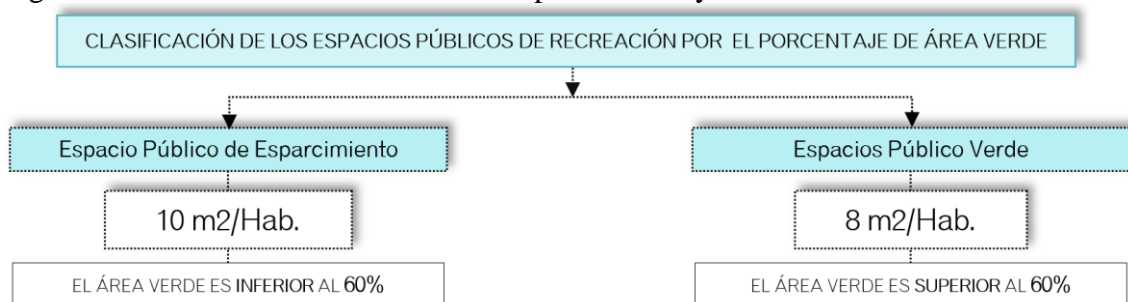 CLASIFICACIÓN DE LOS ESPACIOS PÚBLICOS DE RECREACIÓN POR EL PORCENTAJE DE ÁREA VERDE
Espacio Público de Esparcimiento
Espacios Público Verde
10 m2/Hab.
8 m2/Hab.
EL ÁREA VERDE ES INFERIOR AL 60%
EL ÁREA VERDE ES SUPERIOR AL 60%